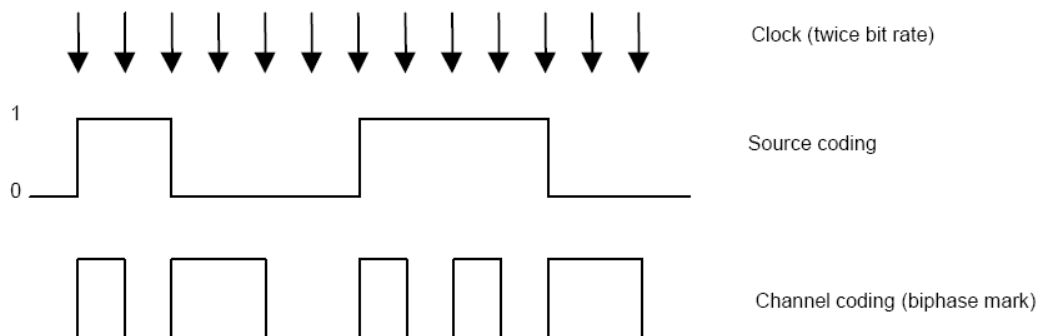 Clock (twice bit rate)
1
Source coding
0
Channel coding (biphase mark)